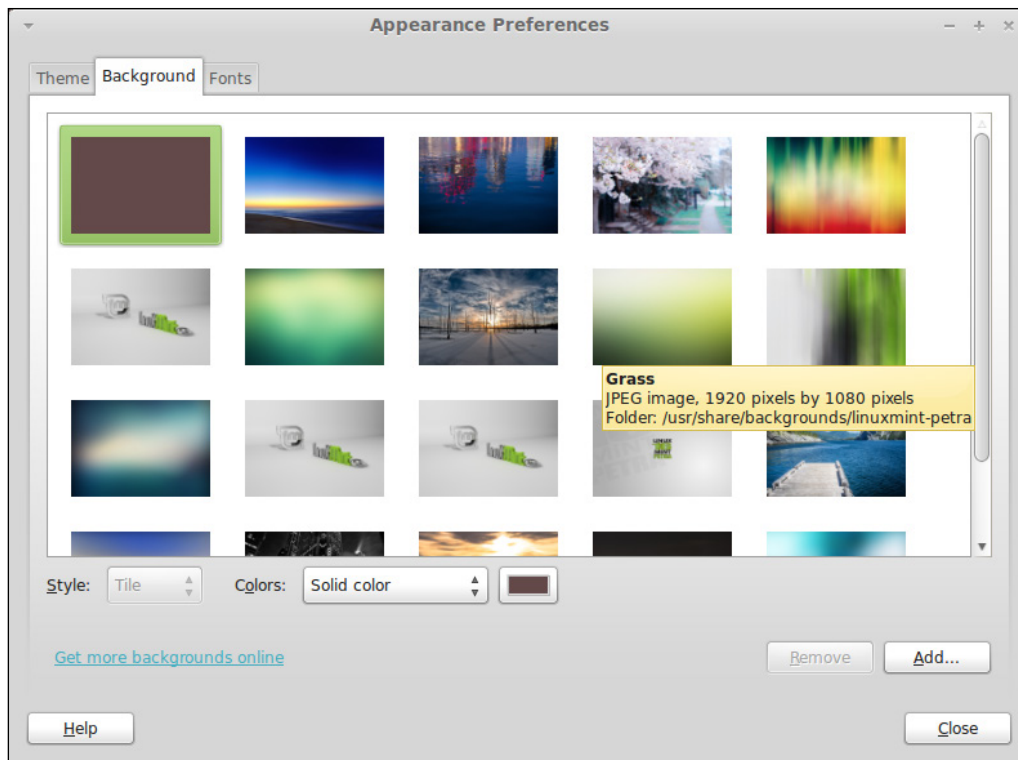 Appearance Preferences
Theme Background Fonts
Grass
JPEG image, 1920 pixels by 1080 pixels
Folder: /usr/share/backgrounds/linuxmint-petra
Style: Tile Colors: Solid color
Get more backgrounds online
Remove Add...
Help Close